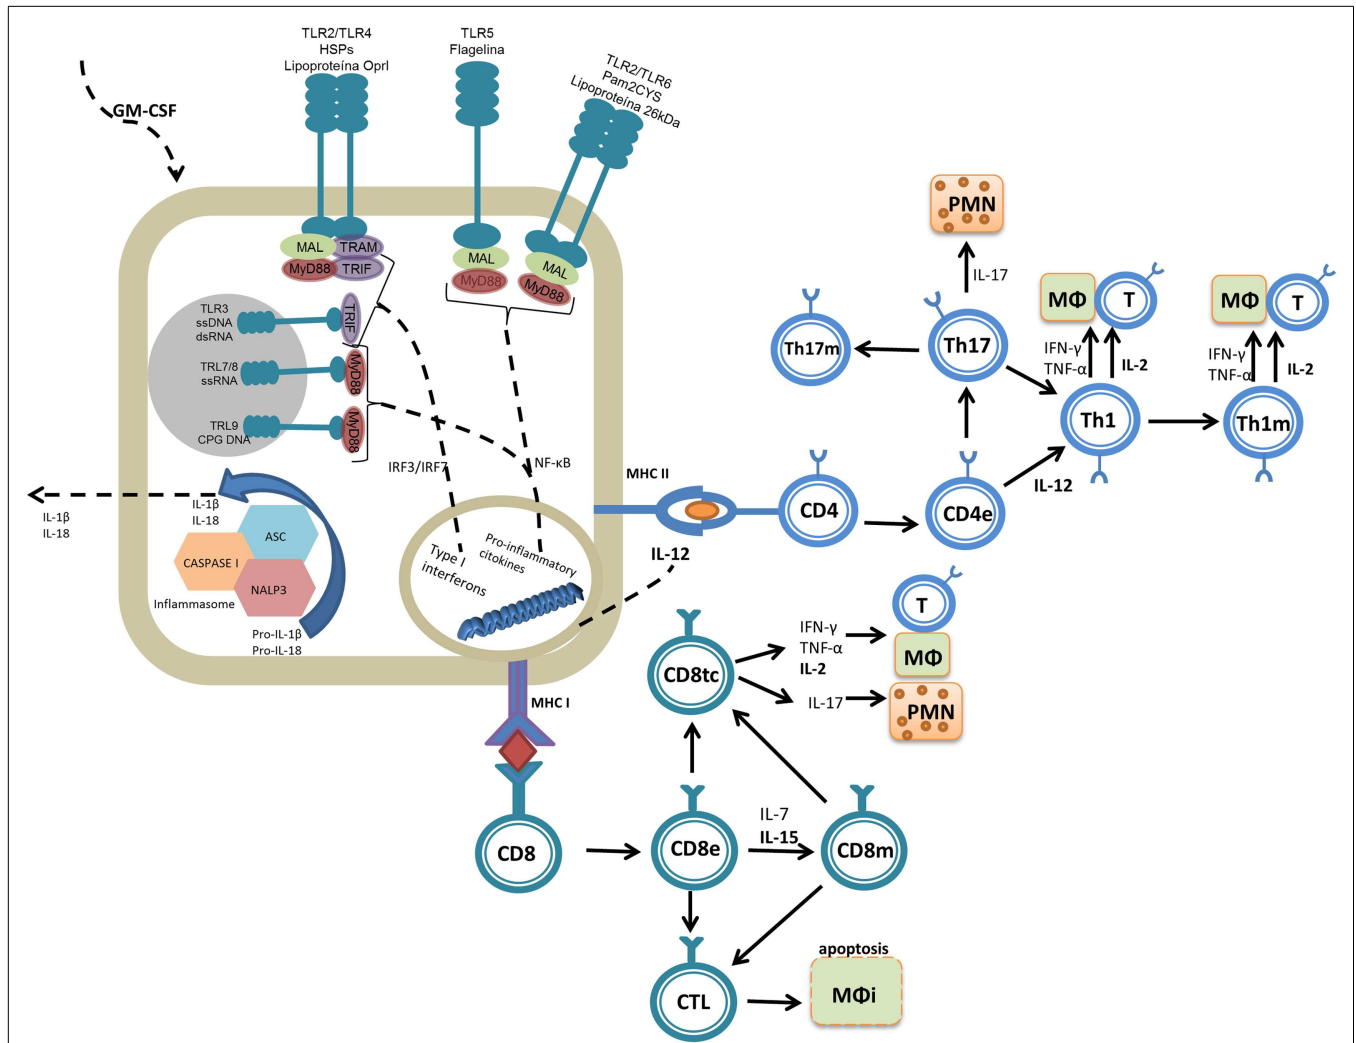 TLR2/TLR4
HSPs
Lipoproteína OprI
TLR5
Flagelina
TLR2/TLR6
Pam2CYS
Lipoproteína 26kDa
GM-CSF
MAL
TRAM
MyD88
TRIF
MAL
MyD88
MAL
MyD88
TLR3
ssDNA
dsRNA
TRIF
TRL7/8
ssRNA
MyD88
TRL9
CPG DNA
MyD88
IRF3/IRF7
NF-κB
IL-1β
IL-18
IL-1β
IL-18
ASC
CASPASE I
NALP3
Inflammasome
Pro-IL-1β
Pro-IL-18
Type I
interferons
Pro-inflammatory
citokines
MHC II
IL-12
MHC I
CD4
CD4e
IL-12
Th17m
Th17
IL-17
PMN
Th1
IFN-γ
TNF-α
IL-2
MΦ
T
Th1m
IFN-γ
TNF-α
IL-2
MΦ
T
CD8tc
IFN-γ
TNF-α
IL-2
T
MΦ
IL-17
PMN
CD8
CD8e
IL-7
IL-15
CD8m
CTL
apoptosis
MΦi